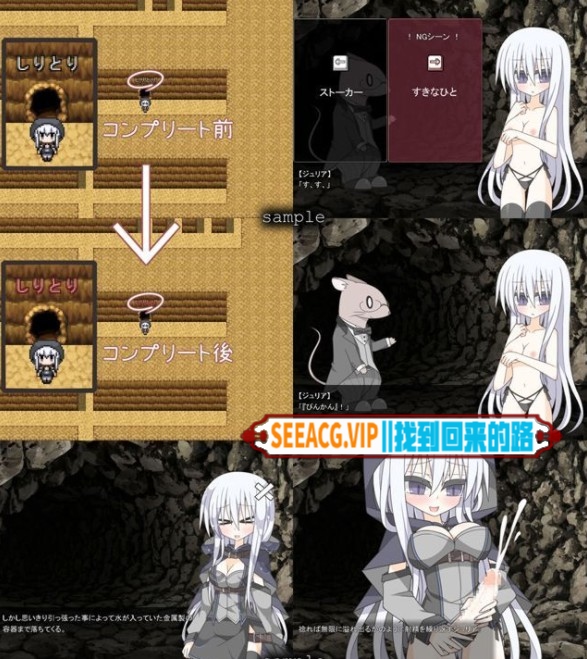 しりとり
コンプリート前
！ NGシーン ！
ストーカー
すきなひと
【ジュリア】
「す、す、」
sample
しりとり
コンプリート後
【ジュリア】
「『びんかん』！」
SEEACG.VIP||找到回来的路
しかし思いきり引っ張った事によって水が入っていた金属製の
容器まで落ちてくる。
sample